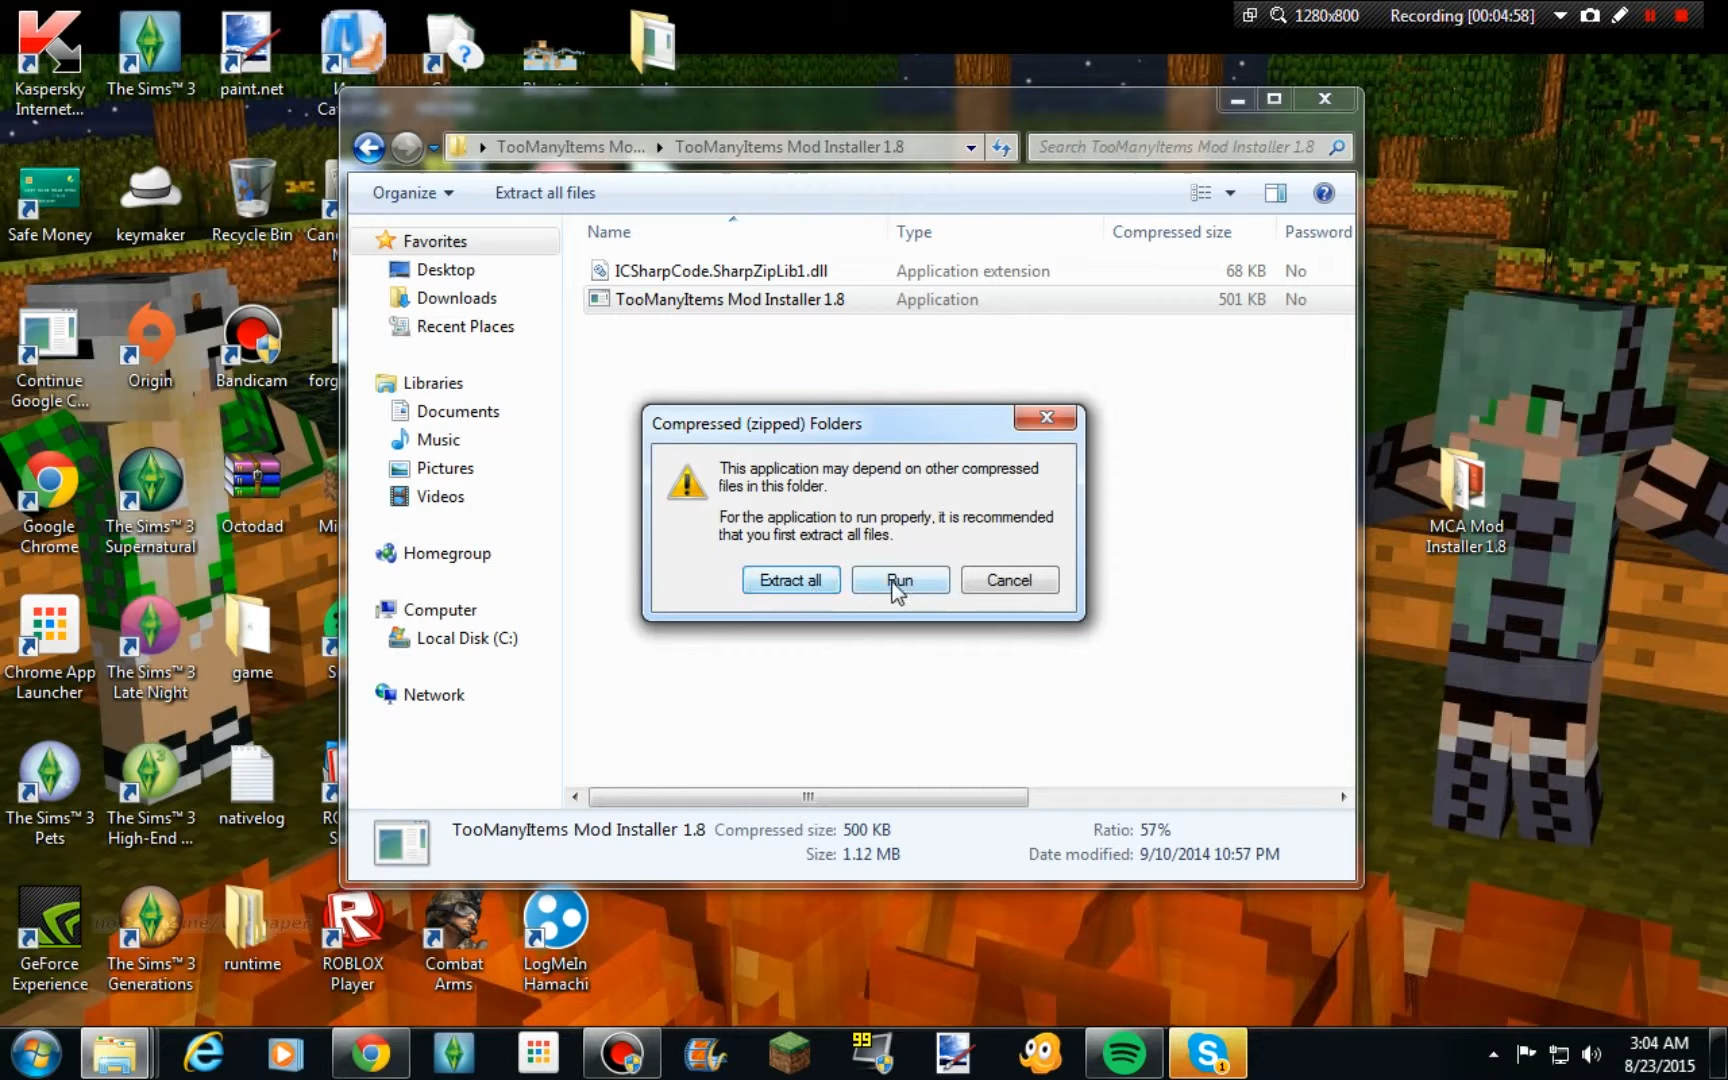 1280x800
Recording [00:04:58]
Kaspersky
Internet...
The Sims™ 3
paint.net
TooManyItems Mo...
TooManyItems Mod Installer 1.8
Search TooManyItems Mod Installer 1.8
Organize
Extract all files
Safe Money
keymaker
Recycle Bin
Name
Type
Compressed size
Password
ICSharpCode.SharpZipLib1.dll
Application extension
68 KB
No
TooManyItems Mod Installer 1.8
Application
501 KB
No
Favorites
Desktop
Downloads
Recent Places
Libraries
Documents
Music
Pictures
Videos
Homegroup
Computer
Local Disk (C:)
Network
Continue
Google C...
Origin
Bandicam
forg
Compressed (zipped) Folders
This application may depend on other compressed
files in this folder.
For the application to run properly, it is recommended
that you first extract all files.
Extract all
Run
Cancel
MCA Mod
Installer 1.8
Google
Chrome
The Sims™ 3
Supernatural
Octodad
Chrome App
Launcher
The Sims™ 3
Late Night
game
The Sims™ 3
Pets
The Sims™ 3
High-End ...
nativelog
TooManyItems Mod Installer 1.8
Compressed size: 500 KB
Ratio: 57%
Size: 1.12 MB
Date modified: 9/10/2014 10:57 PM
GeForce
Experience
The Sims™ 3
Generations
runtime
ROBLOX
Player
Combat
Arms
LogMeIn
Hamachi
99
1
3:04 AM
8/23/2015